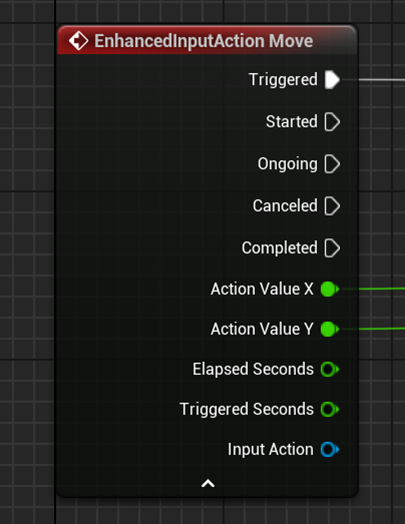 EnhancedInputAction Move
Triggered
Started
Ongoing
Canceled
Completed
Action Value X
Action Value Y
Elapsed Seconds
Triggered Seconds
Input Action